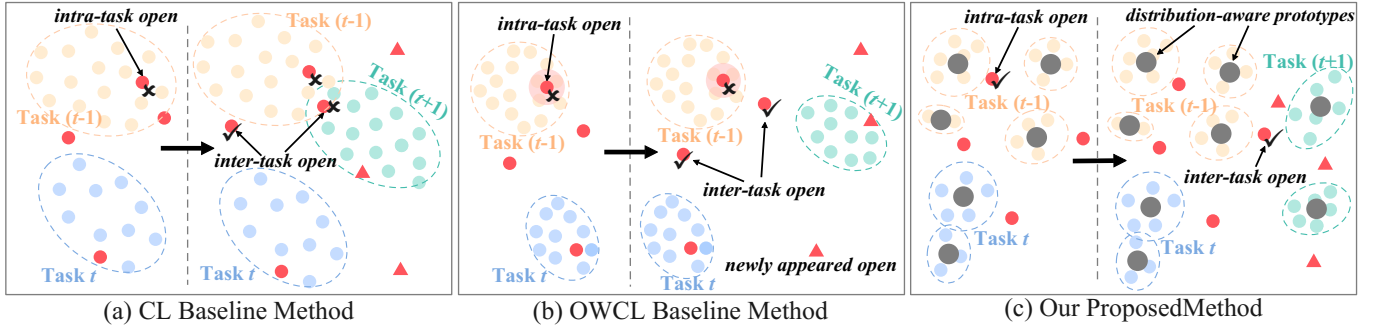 intra-task open
Task (t-1)
Task (t-1)
Task (t+1)
inter-task open
Task t
Task t
(a) CL Baseline Method
intra-task open
Task (t-1)
Task (t-1)
Task (t+1)
inter-task open
Task t
Task t
newly appeared open
(b) OWCL Baseline Method
intra-task open
distribution-aware prototypes
Task (t-1)
Task (t-1)
Task (t+1)
inter-task open
Task t
Task t
(c) Our ProposedMethod